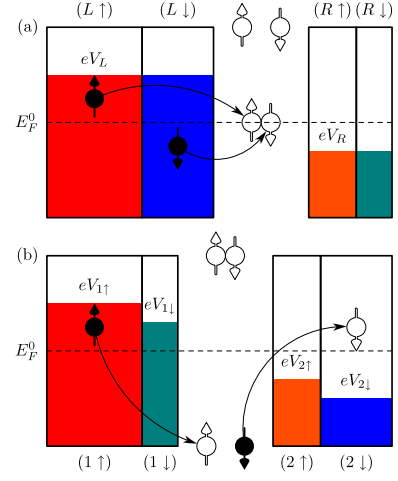 (a) (L ↑) (L ↓) (R ↑) (R ↓)
eV_L
E_F^0
eV_R
(b)
eV_{1↑}
eV_{1↓}
E_F^0
eV_{2↑}
eV_{2↓}
(1 ↑) (1 ↓) (2 ↑) (2 ↓)